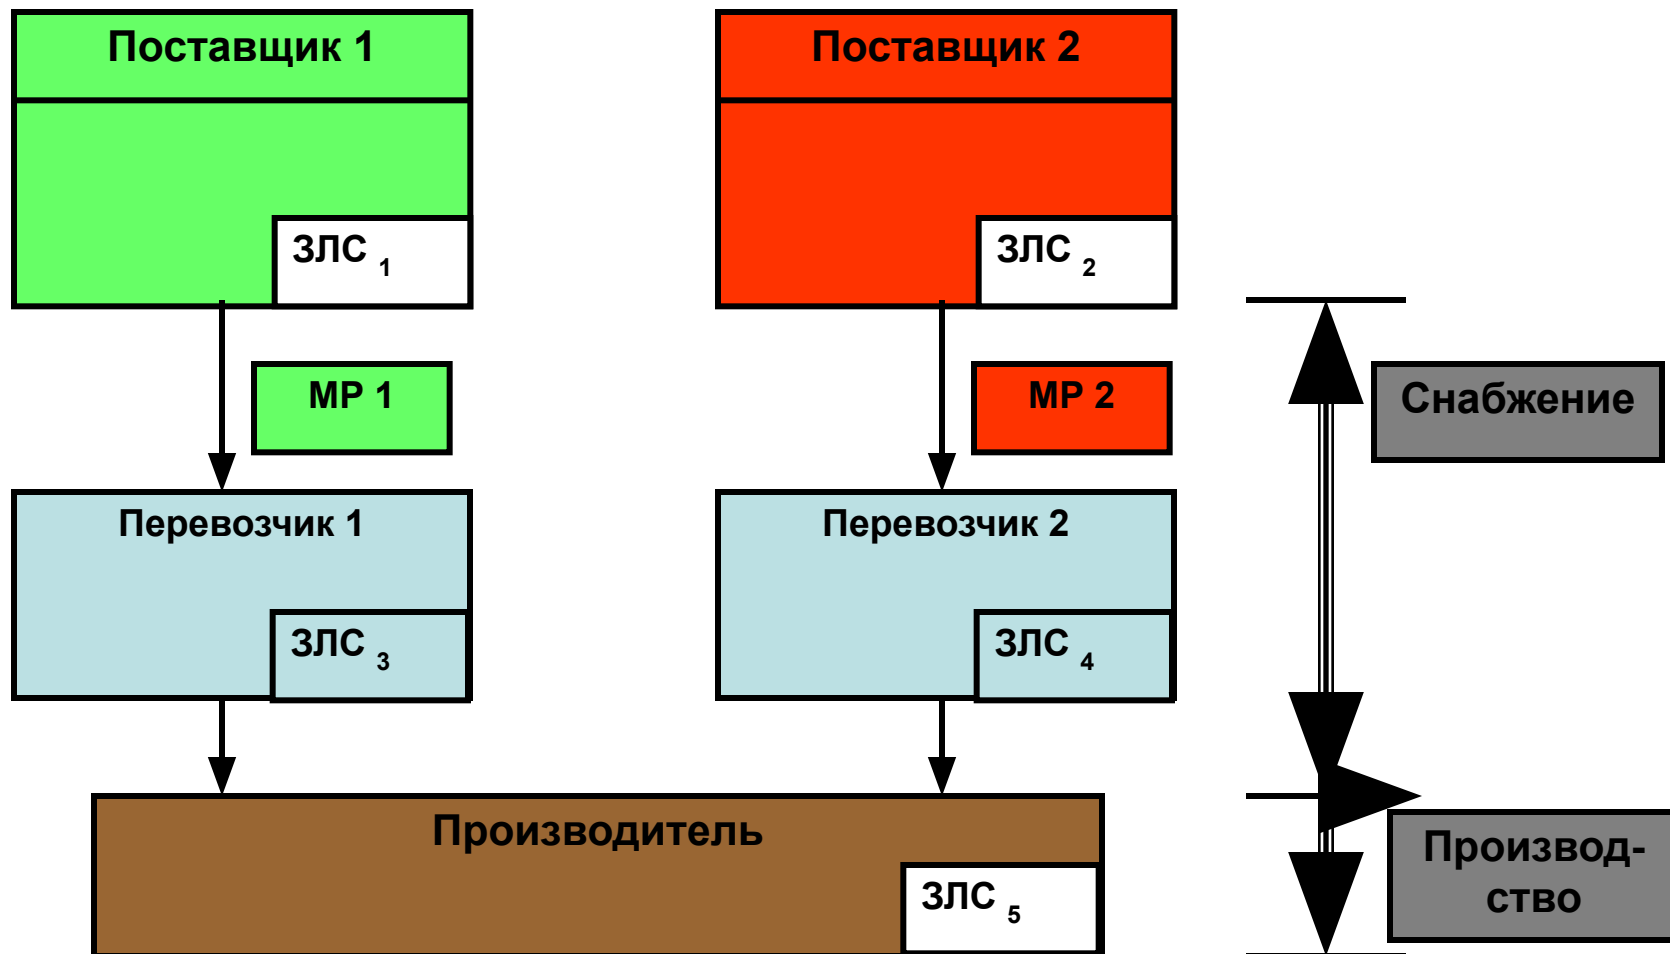 Поставщик 1
Поставщик 2
ЗЛС 1
ЗЛС 2
МР 1
МР 2
Снабжение
Перевозчик 1
Перевозчик 2
ЗЛС 3
ЗЛС 4
Производитель
ЗЛС 5
Производ-
ство